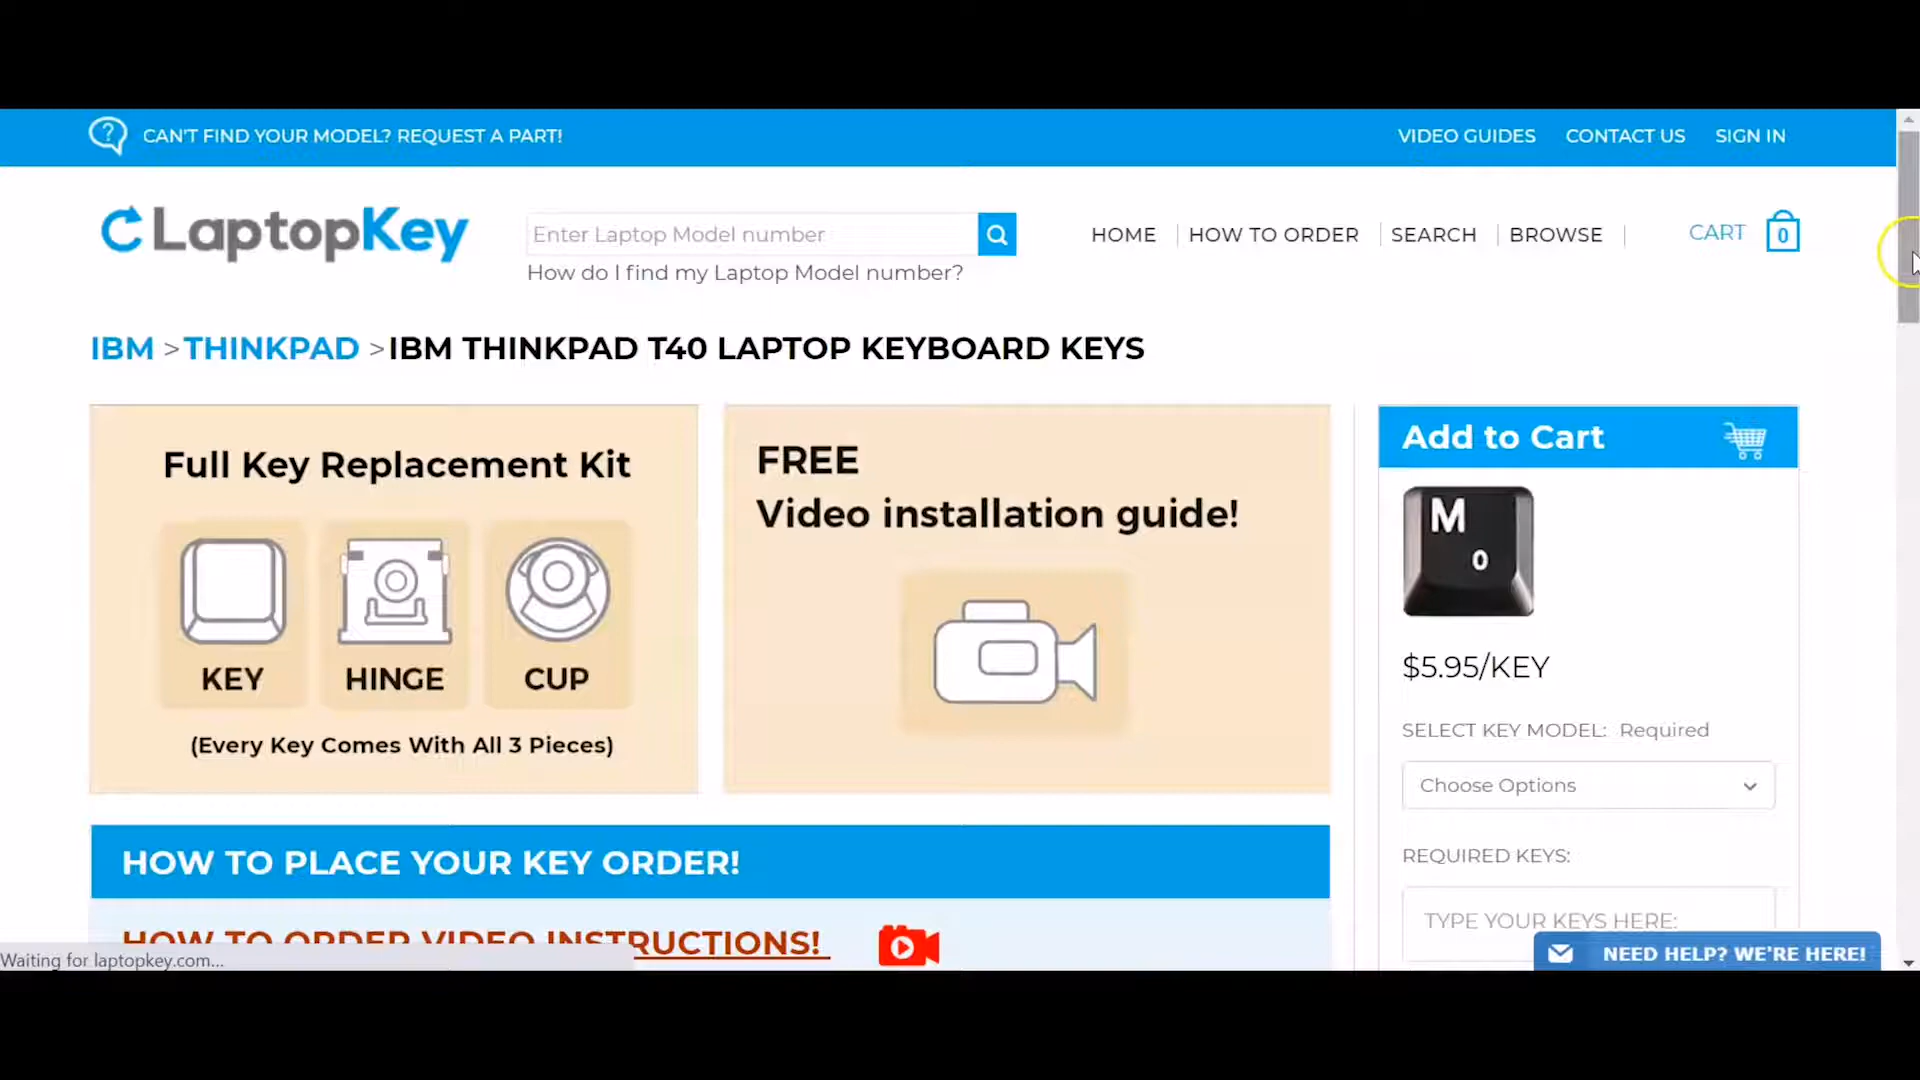 CAN'T FIND YOUR MODEL? REQUEST A PART!
VIDEO GUIDES CONTACT US SIGN IN
LaptopKey
Enter Laptop Model number
How do I find my Laptop Model number?
HOME HOW TO ORDER SEARCH BROWSE
CART 0
IBM > THINKPAD > IBM THINKPAD T40 LAPTOP KEYBOARD KEYS
Full Key Replacement Kit
KEY HINGE CUP
(Every Key Comes With All 3 Pieces)
FREE
Video installation guide!
Add to Cart
M
0
$5.95/KEY
SELECT KEY MODEL: Required
Choose Options
REQUIRED KEYS:
TYPE YOUR KEYS HERE:
HOW TO PLACE YOUR KEY ORDER!
HOW TO ORDER VIDEO INSTRUCTIONS!
Waiting for laptopkey.com...
NEED HELP? WE'RE HERE!